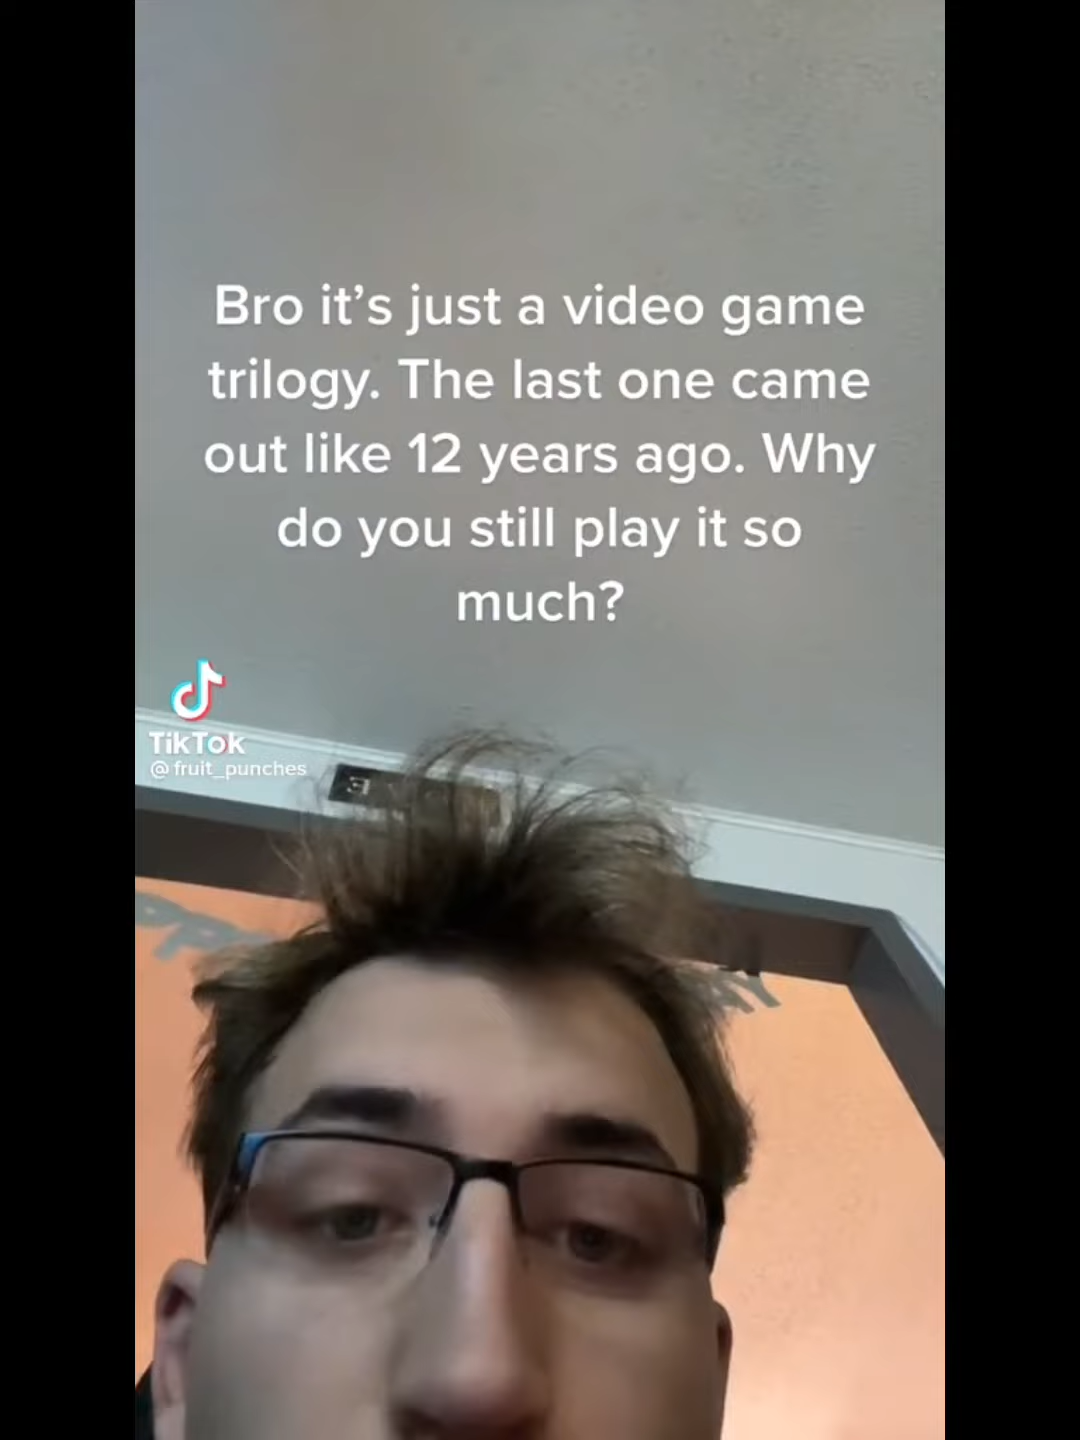 Bro it’s just a video game
trilogy. The last one came
out like 12 years ago. Why
do you still play it so
much?
TikTok
@fruit_punches